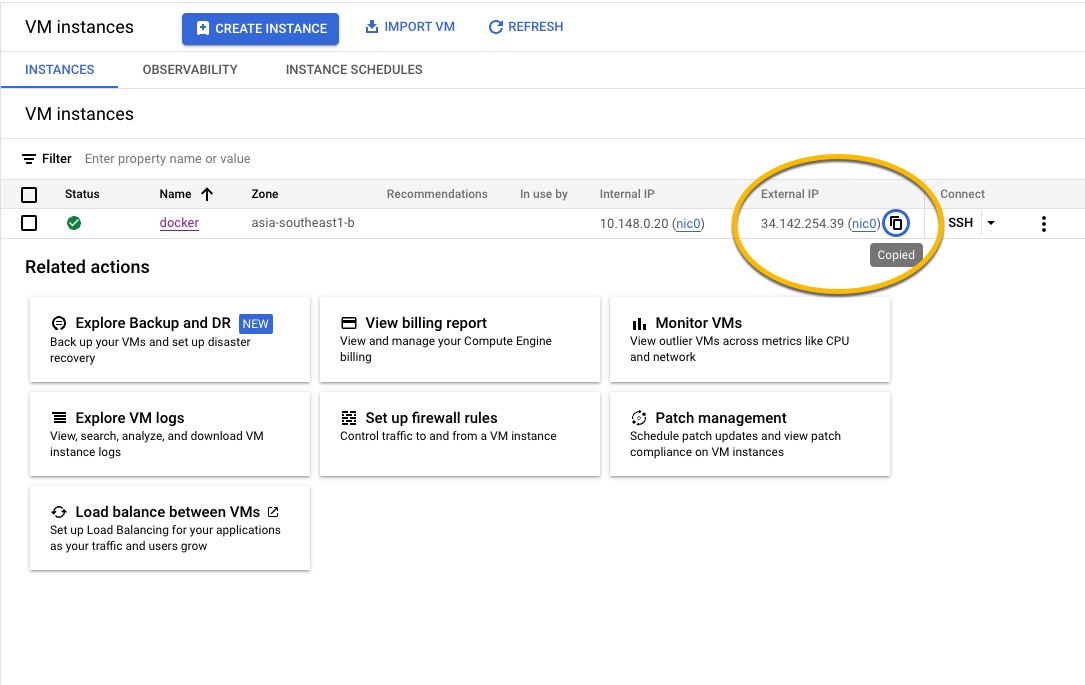 VM instances CREATE INSTANCE IMPORT VM REFRESH
INSTANCES OBSERVABILITY INSTANCE SCHEDULES
VM instances
Filter Enter property name or value
Status Name Zone Recommendations In use by Internal IP External IP Connect
docker asia-southeast1-b 10.148.0.20 (nic0) 34.142.254.39 (nic0) SSH
Copied
Related actions
Explore Backup and DR NEW
Back up your VMs and set up disaster
recovery
View billing report
View and manage your Compute Engine
billing
Monitor VMs
View outlier VMs across metrics like CPU
and network
Explore VM logs
View, search, analyze, and download VM
instance logs
Set up firewall rules
Control traffic to and from a VM instance
Patch management
Schedule patch updates and view patch
compliance on VM instances
Load balance between VMs
Set up Load Balancing for your applications
as your traffic and users grow